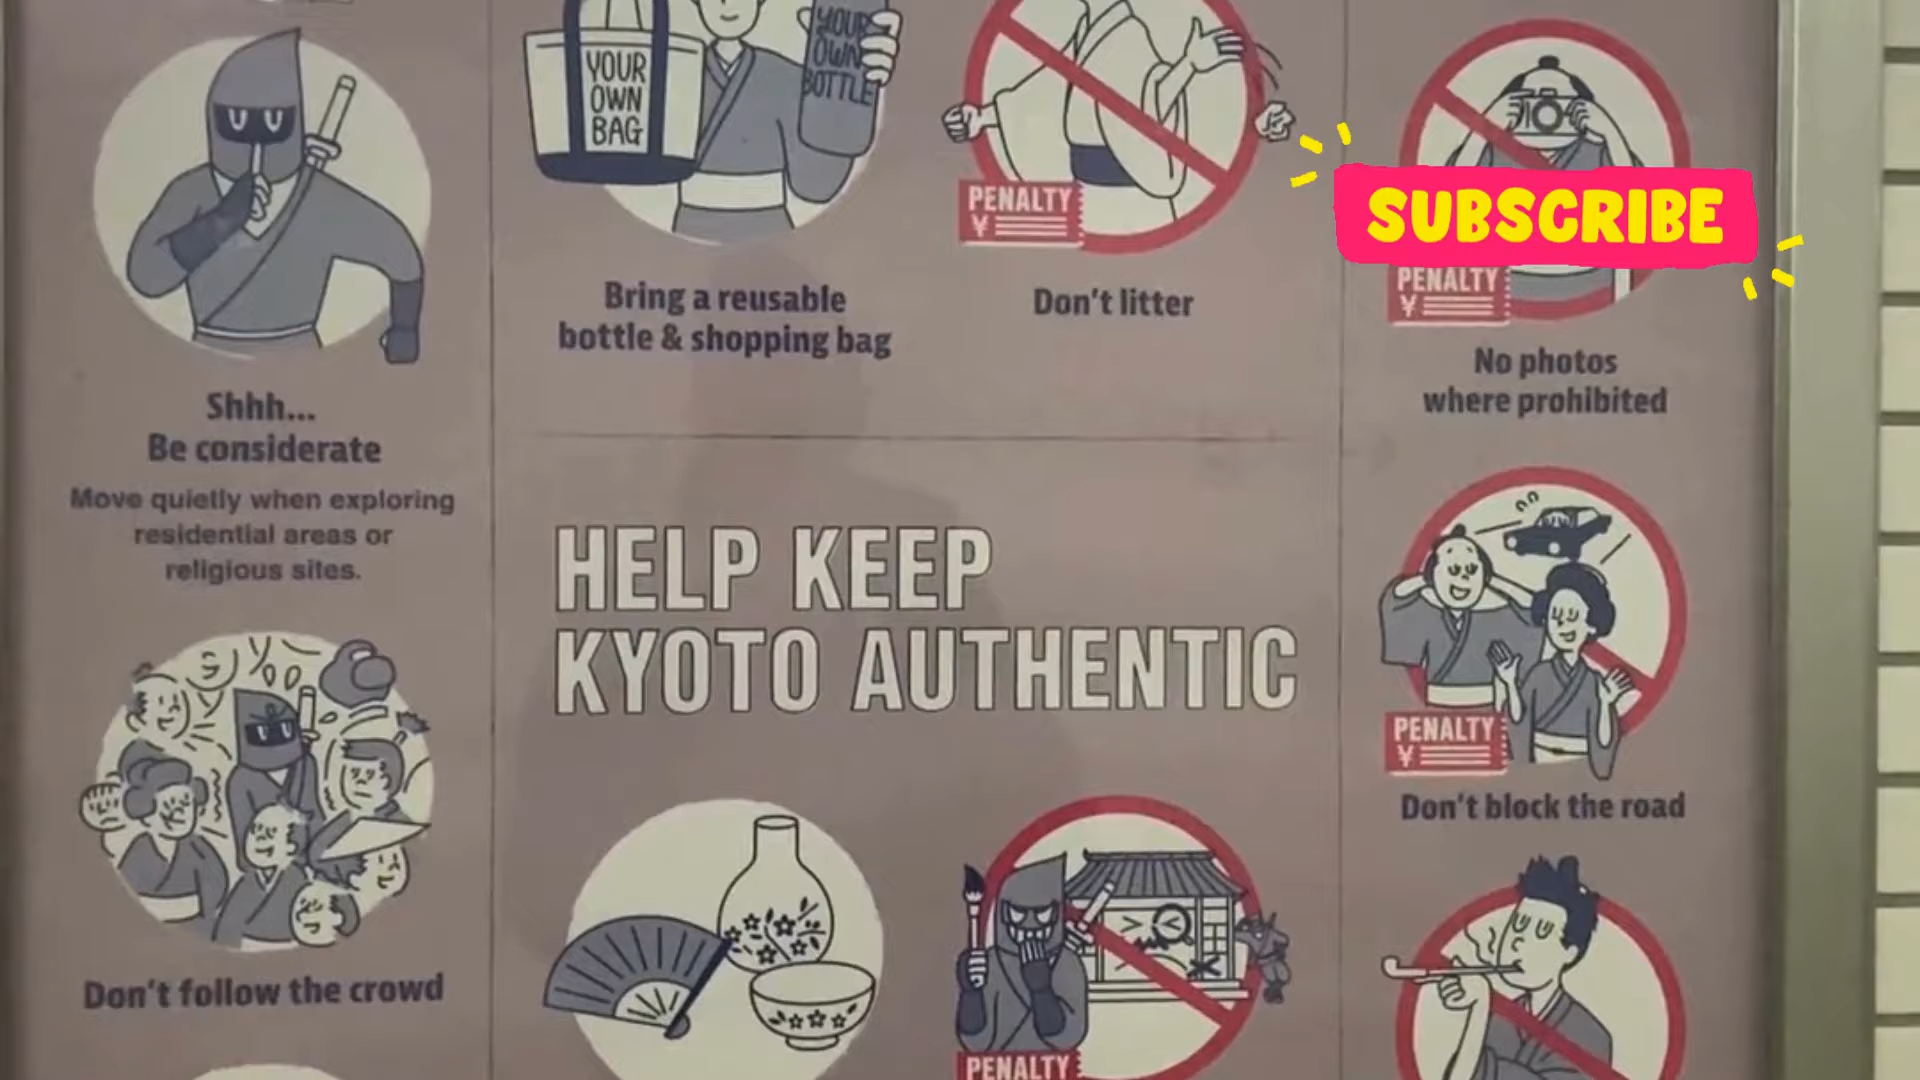 YOUR
OWN
BAG
YOUR
OWN
BOTTLE
PENALTY
¥
Bring a reusable
bottle & shopping bag
Don't litter
SUBSCRIBE
PENALTY
¥
No photos
where prohibited
Shhh...
Be considerate
Move quietly when exploring
residential areas or
religious sites.
HELP KEEP
KYOTO AUTHENTIC
PENALTY
¥
Don't block the road
Don't follow the crowd
PENALTY